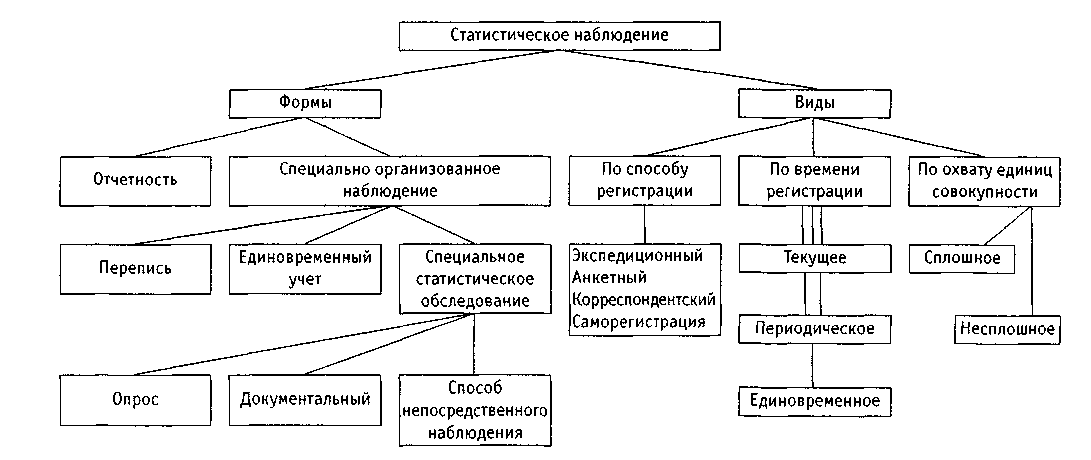 Статистическое наблюдение
Формы
Виды
Отчетность
Специально организованное
наблюдение
По способу
регистрации
По времени
регистрации
По охвату единиц
совокупности
Перепись
Единовременный
учет
Специальное
статистическое
обследование
Экспедиционный
Анкетный
Корреспондентский
Саморегистрация
Текущее
Сплошное
Периодическое
Несплошное
Опрос
Документальный
Способ
непосредственного
наблюдения
Единовременное